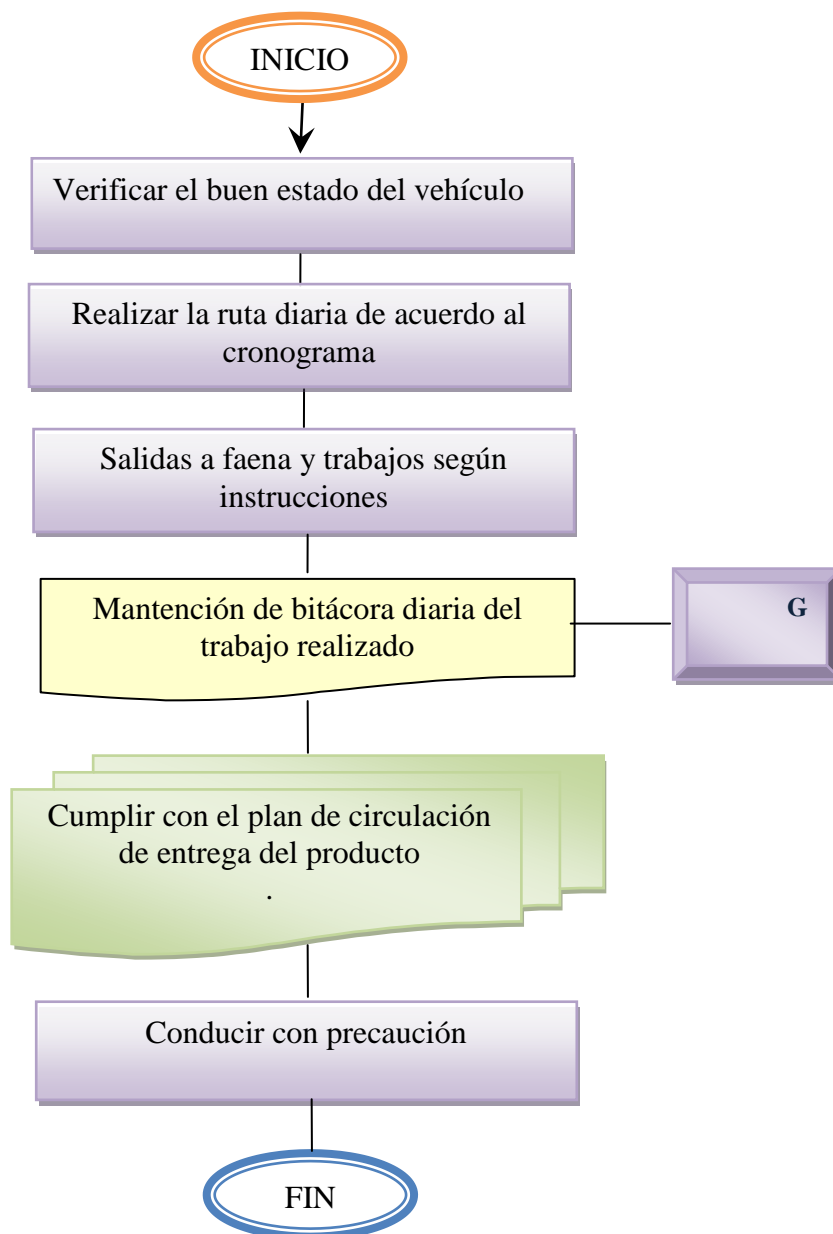 INICIO
Verificar el buen estado del vehículo
Realizar la ruta diaria de acuerdo al
cronograma
Salidas a faena y trabajos según
instrucciones
Mantención de bitácora diaria del
trabajo realizado
G
Cumplir con el plan de circulación
de entrega del producto
.
Conducir con precaución
FIN